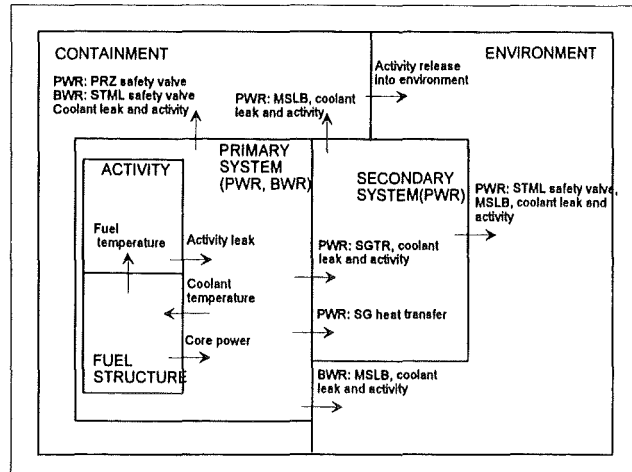 CONTAINMENT
PWR: PRZ safety valve
BWR: STML safety valve
Coolant leak and activity
PWR: MSLB, coolant
leak and activity
Activity release
into environment
ENVIRONMENT
PRIMARY
SYSTEM
(PWR, BWR)
ACTIVITY
Fuel
temperature
Activity leak
Coolant
temperature
Core power
FUEL
STRUCTURE
SECONDARY
SYSTEM(PWR)
PWR: STML safety valve,
MSLB, coolant leak and
activity
PWR: SGTR, coolant
leak and activity
PWR: SG heat transfer
BWR: MSLB, coolant
leak and activity